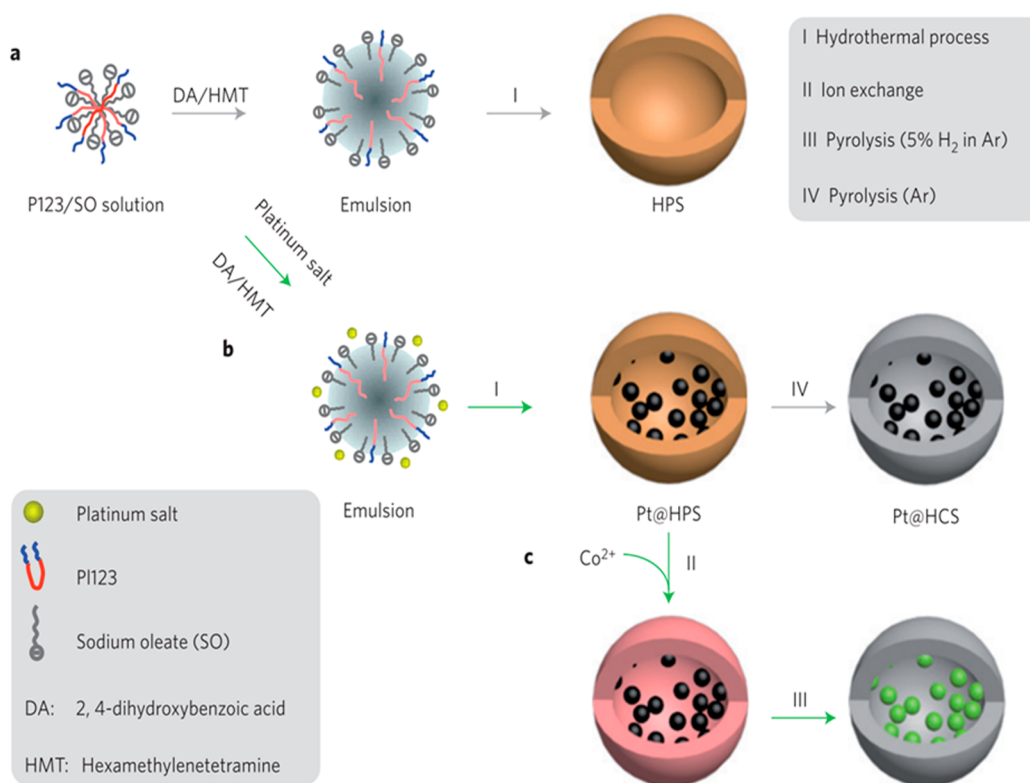 a
DA/HMT
I
P123/SO solution
Emulsion
HPS
I Hydrothermal process
II Ion exchange
III Pyrolysis (5% H₂ in Ar)
IV Pyrolysis (Ar)
Platinum salt
DA/HMT
b
I
IV
Emulsion
Pt@HPS
Pt@HCS
c
Co²⁺
II
III
Platinum salt
PI123
Sodium oleate (SO)
DA: 2, 4-dihydroxybenzoic acid
HMT: Hexamethylenetetramine